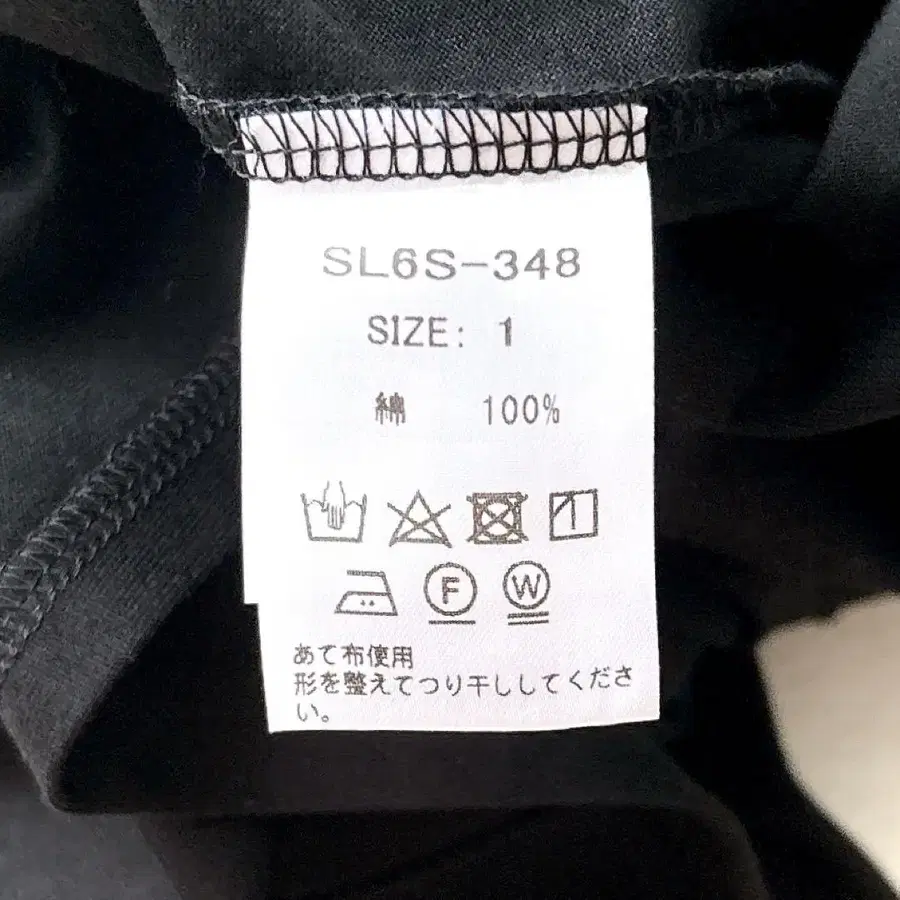 SL6S-348
SIZE: 1
綿 100%
F W
あて布使用
形を整えてつり干ししてくださ
い。